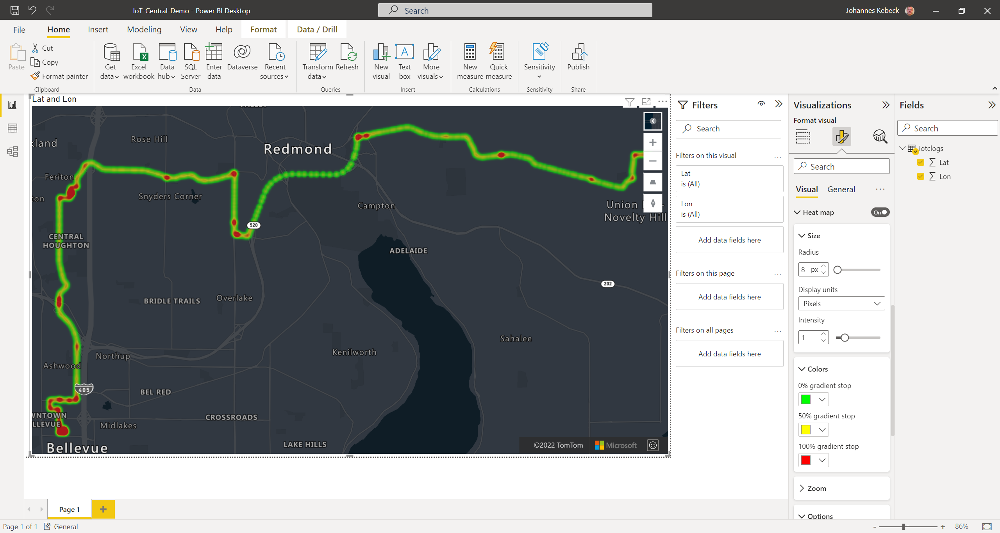 IoT-Central-Demo - Power BI Desktop
Search
Johannes Kebeck
File
Home
Insert
Modeling
View
Help
Format
Data / Drill
Paste
Cut
Copy
Format painter
Clipboard
Get data
Excel workbook
Data hub
SQL Server
Enter data
Dataverse
Recent sources
Data
Transform data
Refresh
Queries
New visual
Text box
More visuals
Insert
New measure
Quick measure
Calculations
Sensitivity
Sensitivity
Publish
Share
Lat and Lon
kland
Rose Hill
Redmond
Feriton
Snyders Corner
Campton
Union
Novelty Hill
520
CENTRAL
HOUGHTON
ADELAIDE
202
BRIDLE TRAILS
Overlake
Sahalee
Kenilworth
Northup
Ashwood
405
BEL RED
WNTOWN
LLEVUE
Midlakes
CROSSROADS
LAKE HILLS
Bellevue
©2022 TomTom
Microsoft
Filters
Search
Filters on this visual
...
Lat
is (All)
Lon
is (All)
Add data fields here
Filters on this page
...
Add data fields here
Filters on all pages
...
Add data fields here
Visualizations
Format visual
Search
Visual
General
...
Heat map
On
Size
Radius
8 px
Display units
Pixels
Intensity
1
Colors
0% gradient stop
50% gradient stop
100% gradient stop
Zoom
Options
Fields
Search
iotclogs
Lat
Lon
Page 1
Page 1 of 1
General
- + 86%